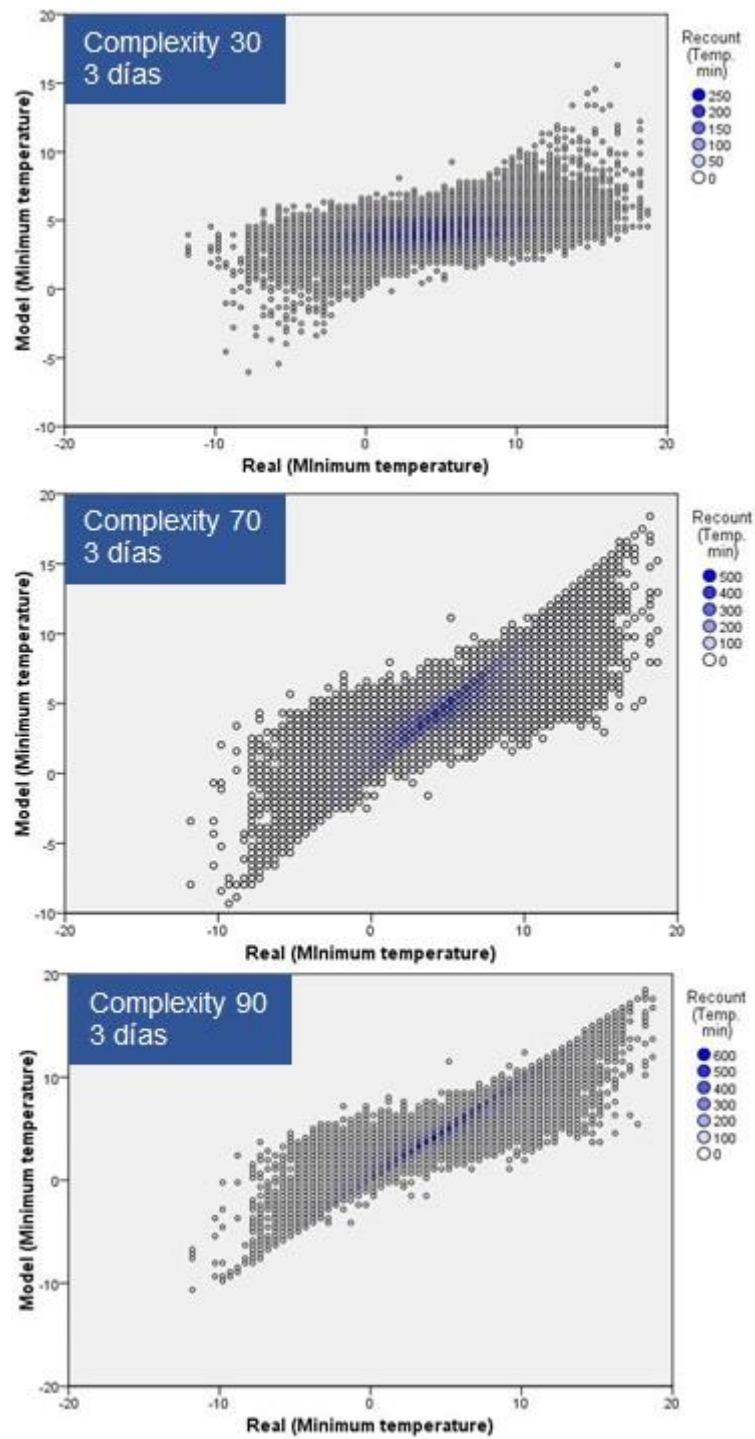 Complexity 30
3 días
20
15
10
5
0
-5
-10
Model (Minimum temperature)
-20
-10
0
10
20
Real (MInimum temperature)
Recount
(Temp.
min)
250
200
150
100
50
0
Complexity 70
3 días
20
15
10
5
0
-5
-10
Model (Minimum temperature)
-20
-10
0
10
20
Real (MInimum temperature)
Recount
(Temp.
min)
500
400
300
200
100
0
Complexity 90
3 días
20
10
0
-10
-20
Model (Minimum temperature)
-20
-10
0
10
20
Real (Minimum temperature)
Recount
(Temp.
min)
600
500
400
300
200
100
0